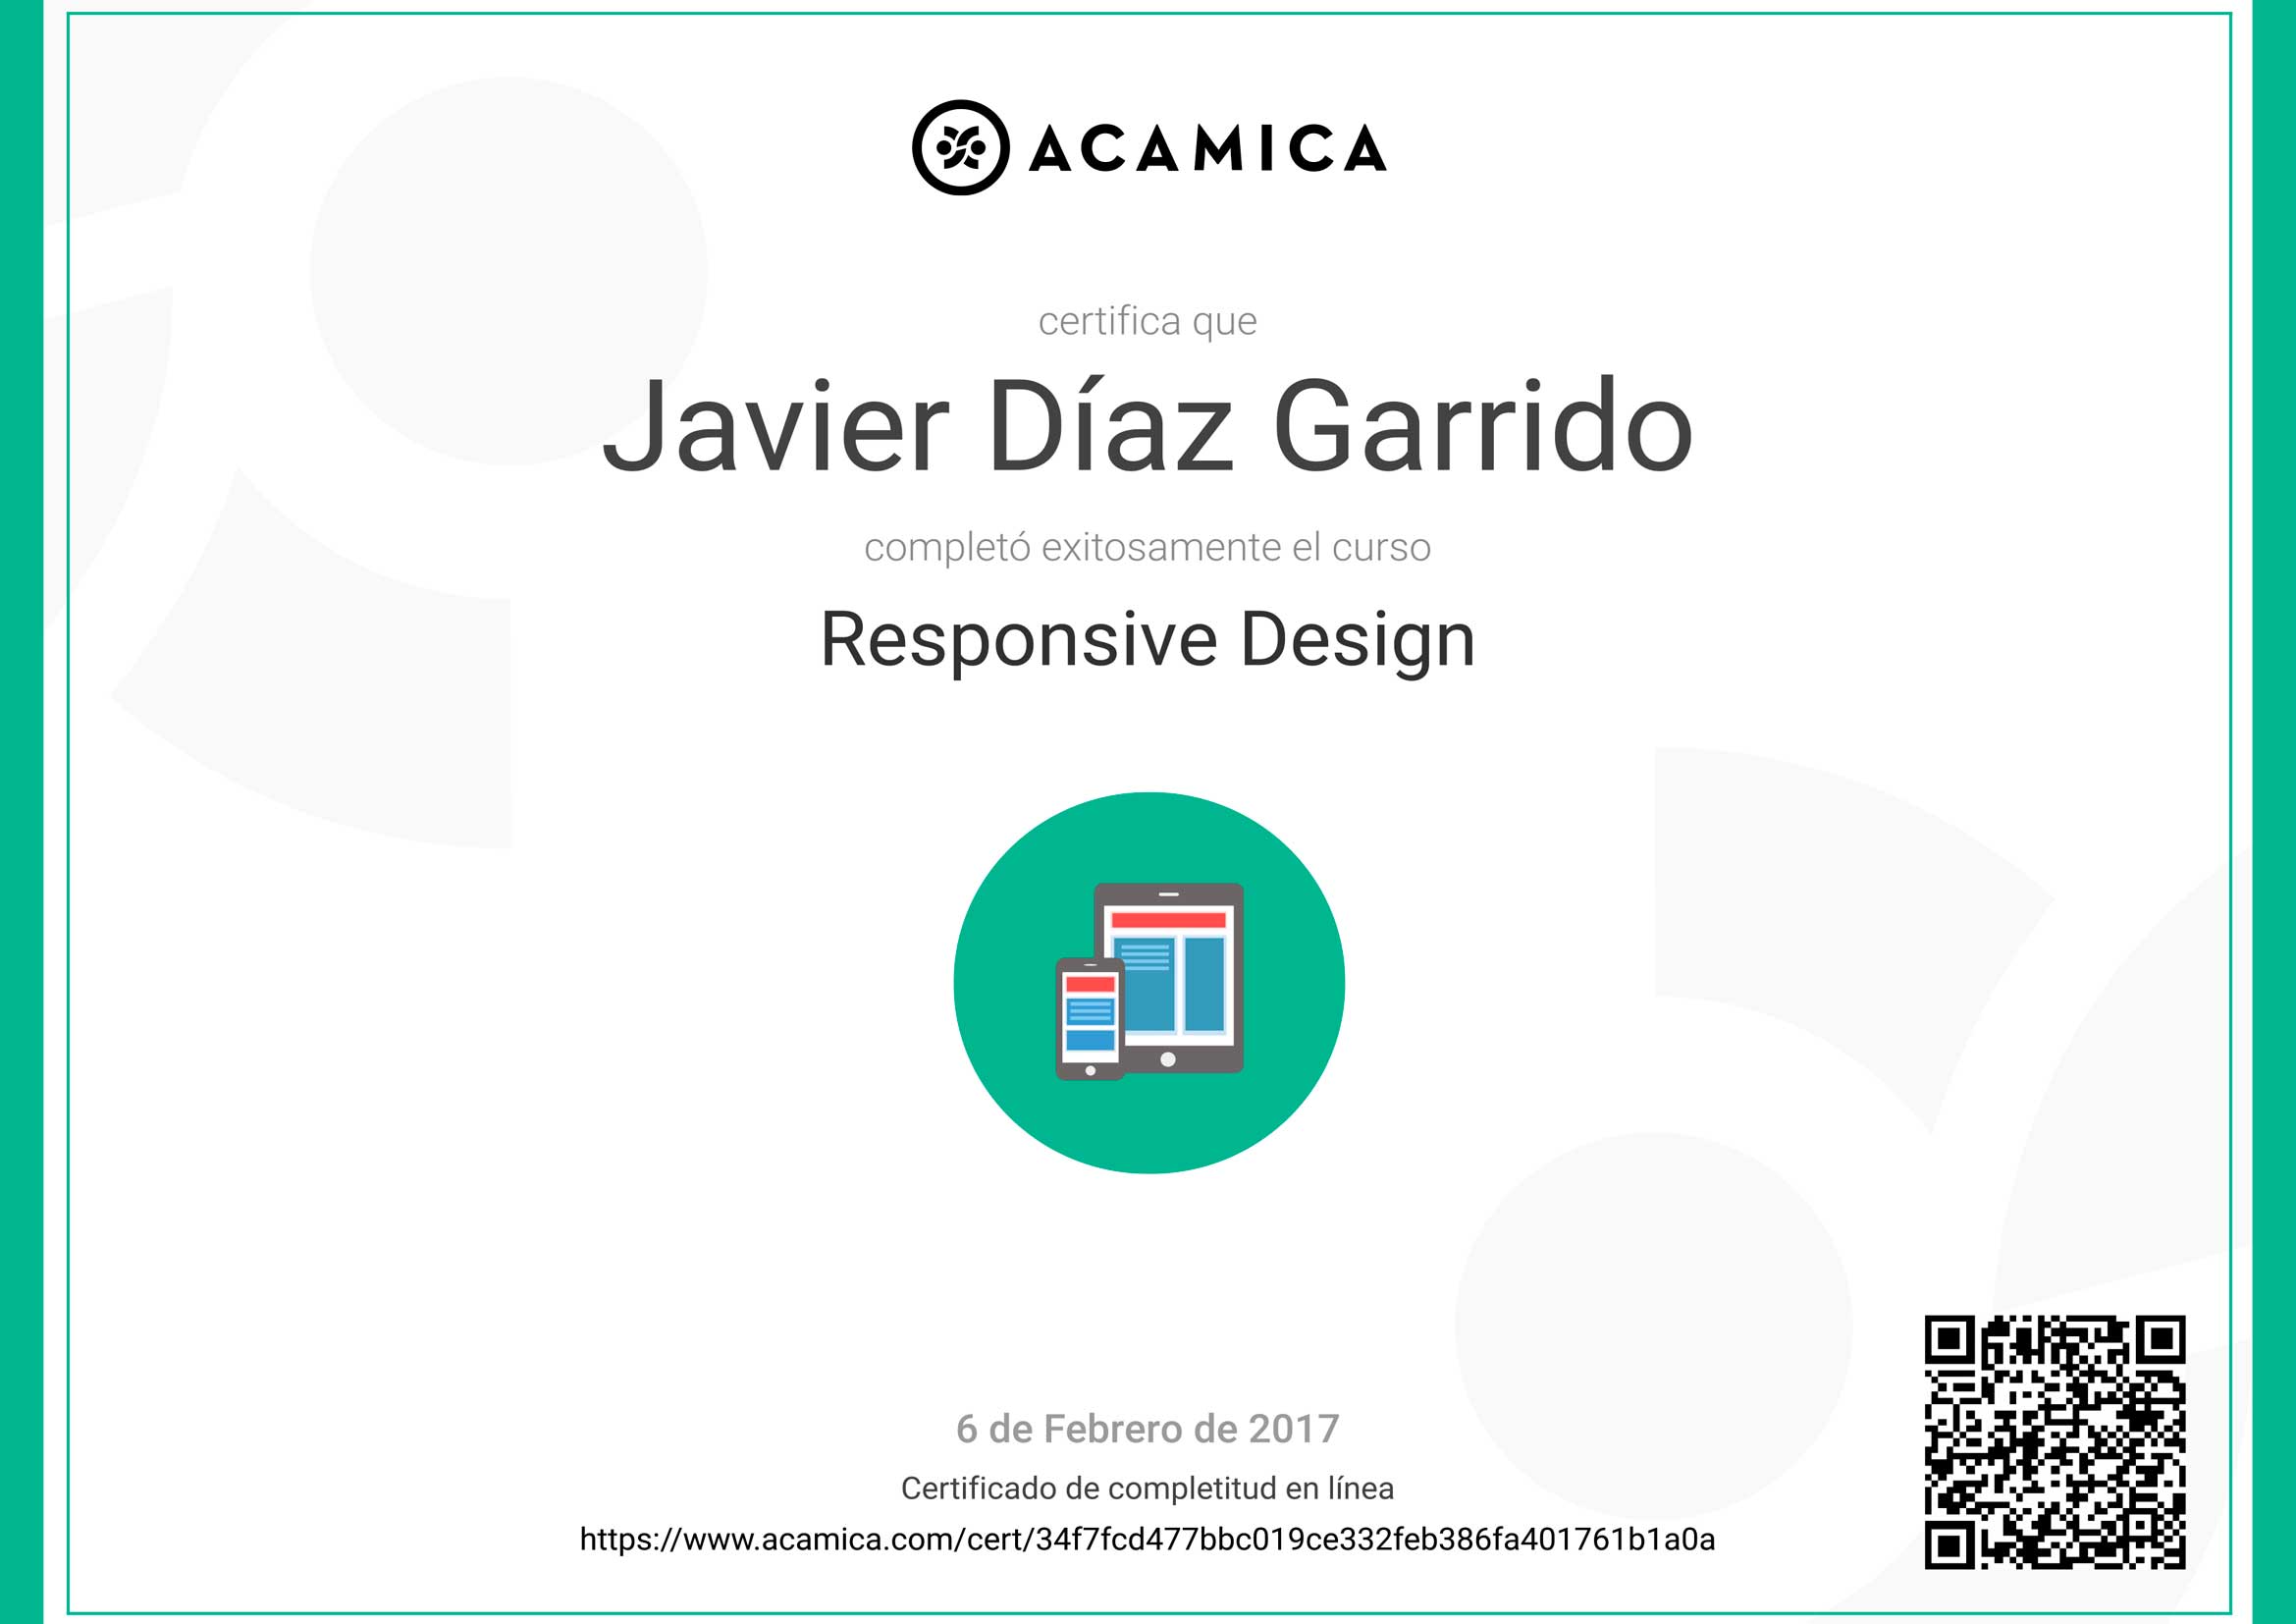 ACAMICA
certifica que
Javier Díaz Garrido
completó exitosamente el curso
Responsive Design
6 de Febrero de 2017
Certificado de completitud en línea
https://www.acamica.com/cert/34f7fcd477bbc019ce332feb386fa401761b1a0a